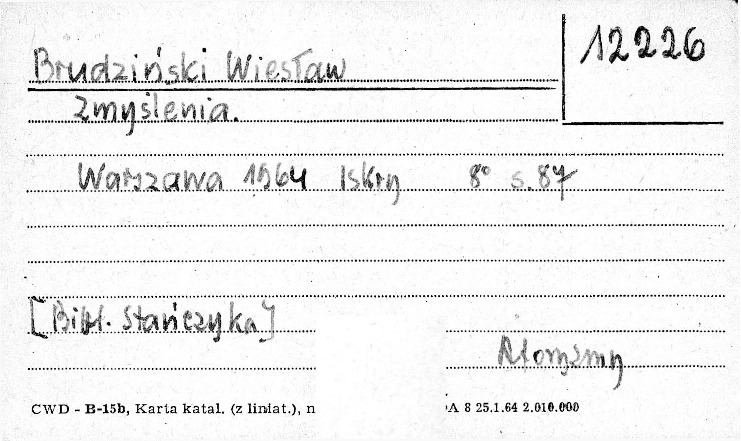 12226
Brudziński Wiesław
Zmyślenia.
Warszawa 1964 Iskry 8° s. 87
[Bibl. Stańczyka]
Aforyzmy
CWD - B-15b, Karta katal. (z liniat.), n
A 8 25.1.64 2.010.000